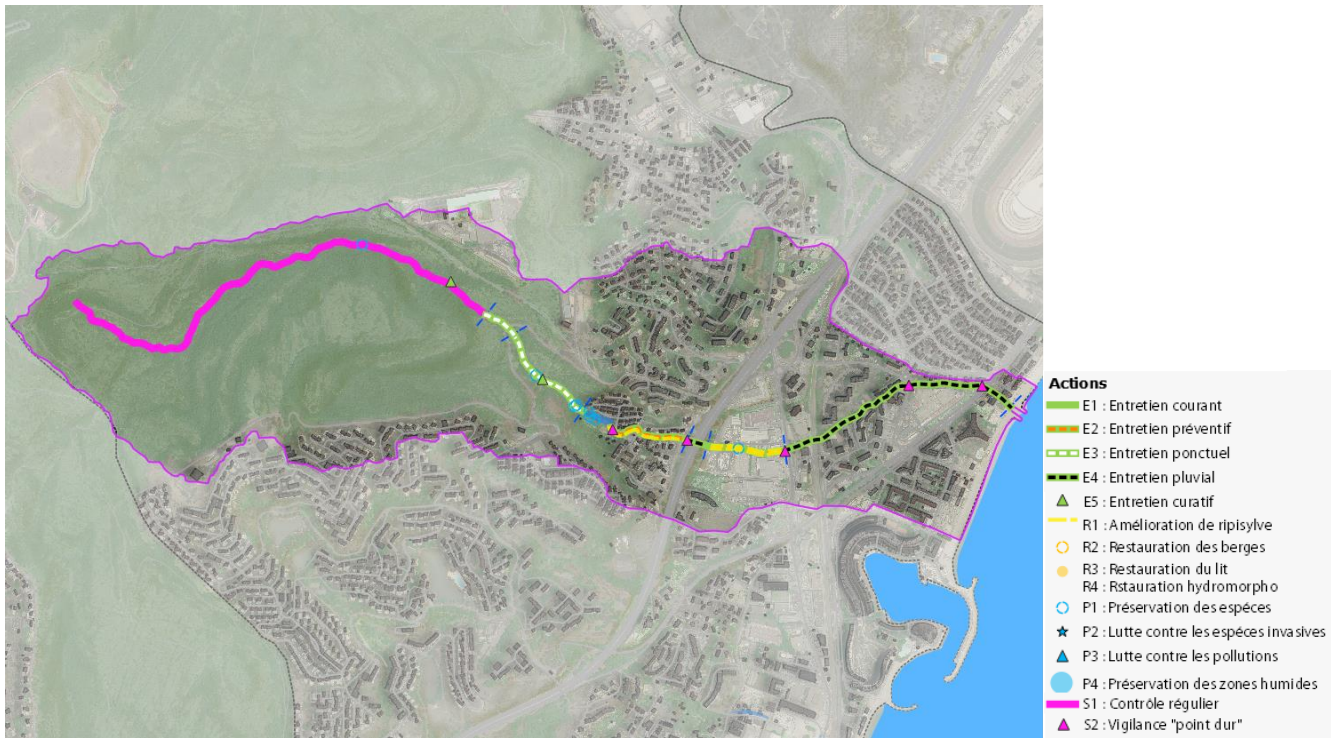 Actions
E1 : Entretien courant
E2 : Entretien préventif
E3 : Entretien ponctuel
E4 : Entretien pluvial
E5 : Entretien curatif
R1 : Amélioration de ripisylve
R2 : Restauration des berges
R3 : Restauration du lit
R4 : Rstauration hydromorpho
P1 : Préservation des espéces
P2 : Lutte contre les espéces invasives
P3 : Lutte contre les pollutions
P4 : Préservation des zones humides
S1 : Contrôle régulier
S2 : Vigilance "point dur"